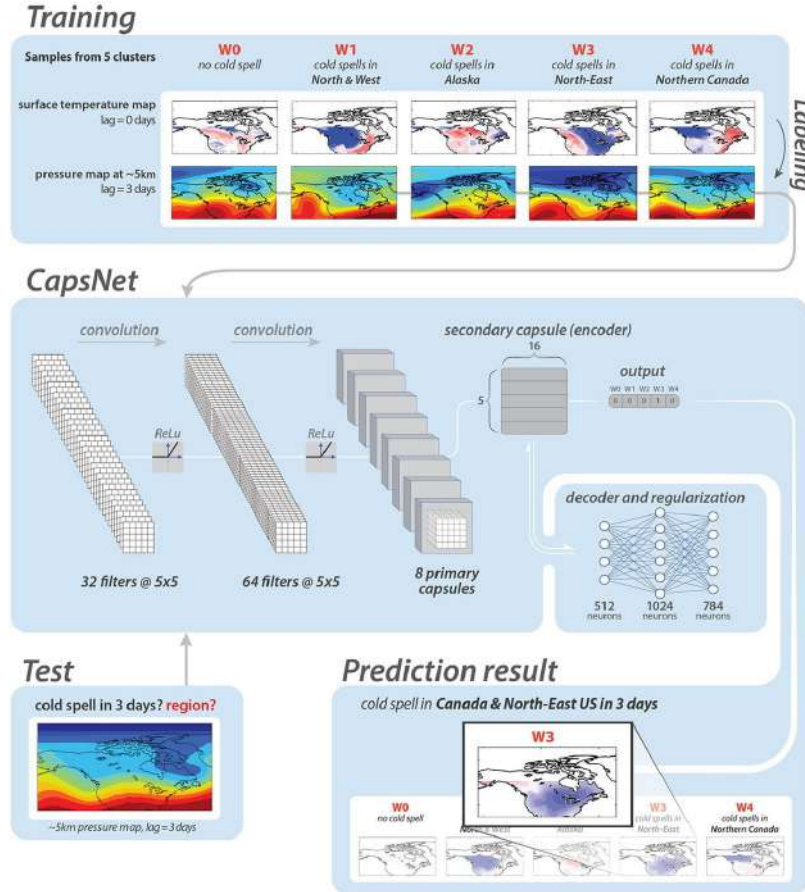 Training
Samples from 5 clusters
W0
no cold spell
W1
cold spells in
North & West
W2
cold spells in
Alaska
W3
cold spells in
North-East
W4
cold spells in
Northern Canada
surface temperature map
lag = 0 days
pressure map at ~5km
lag = 3 days
Labeling
CapsNet
convolution
convolution
secondary capsule (encoder)
16
5
output
W0 W1 W2 W3 W4
0 0 0 1 0
ReLu
ReLu
32 filters @ 5x5
64 filters @ 5x5
8 primary
capsules
decoder and regularization
512
neurons
1024
neurons
784
neurons
Test
cold spell in 3 days? region?
~5km pressure map, lag = 3 days
Prediction result
cold spell in Canada & North-East US in 3 days
W3
W0
no cold spell
North & West
Alaska
W3
cold spells in
North-East
W4
cold spells in
Northern Canada